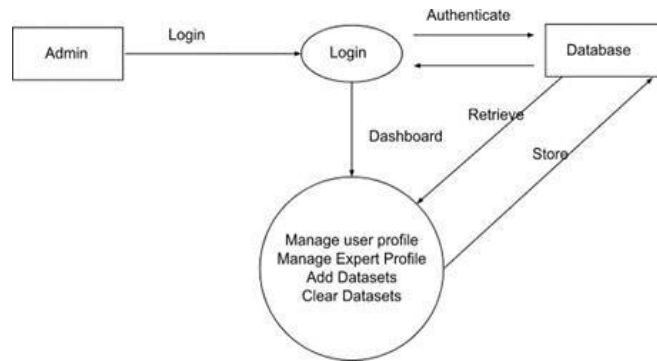 Authenticate
Login
Admin
Login
Database
Retrieve
Dashboard
Store
Manage user profile
Manage Expert Profile
Add Datasets
Clear Datasets